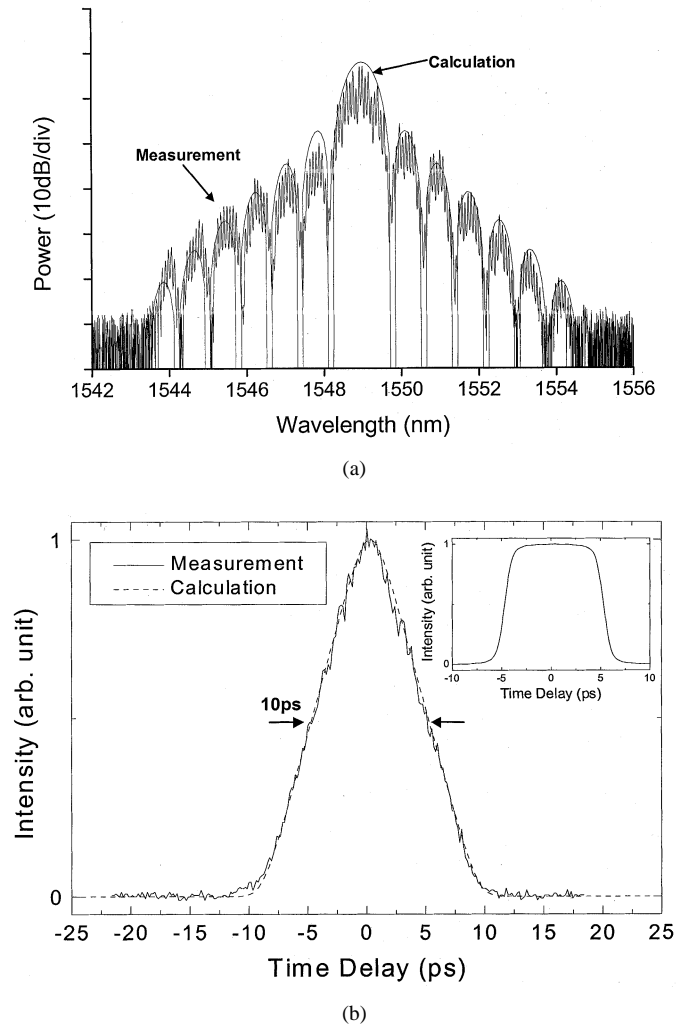 Power (10dB/div)
Calculation
Measurement
1542 1544 1546 1548 1550 1552 1554 1556
Wavelength (nm)
(a)
Intensity (arb. unit)
1
0
Measurement
Calculation
10ps
Intensity (arb. unit)
1
0
-10 -5 0 5 10
Time Delay (ps)
-25 -20 -15 -10 -5 0 5 10 15 20 25
Time Delay (ps)
(b)